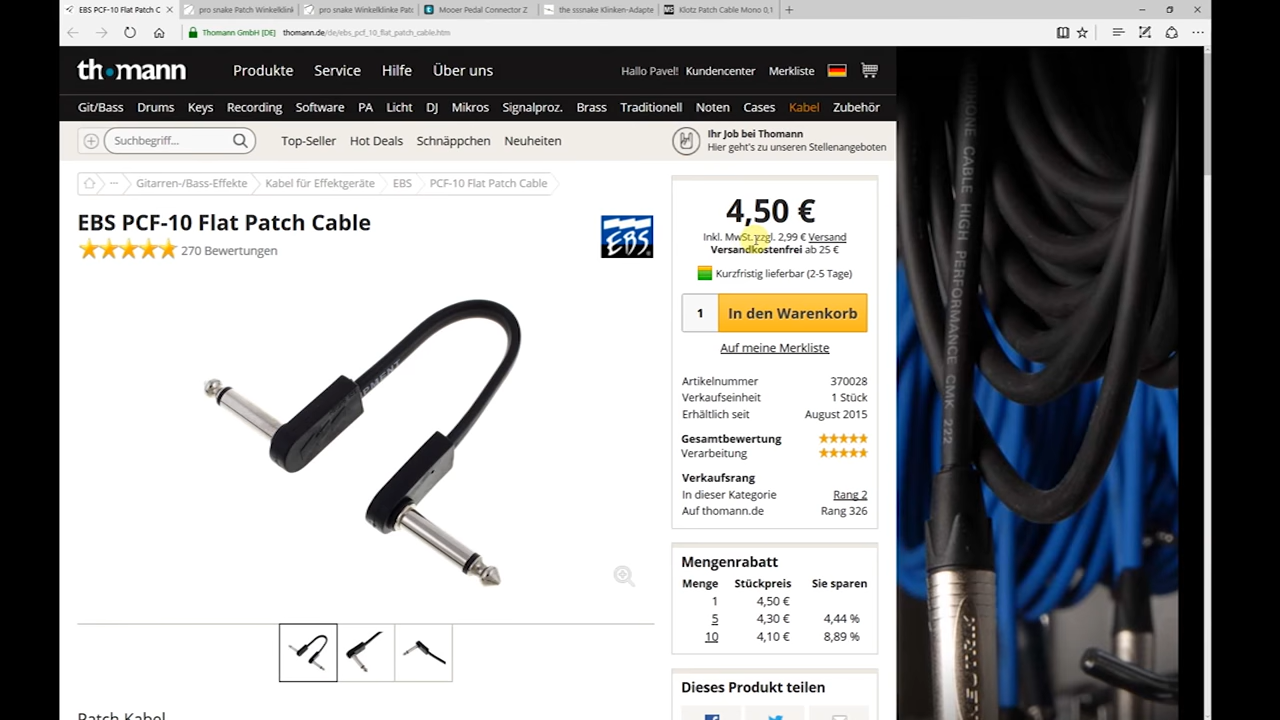 EBS PCF-10 Flat Patch C
pro snake Patch Winkelklink
pro snake Winkelklinke Patc
Mooer Pedal Connector Z
the sssnake Klinken-Adapte
Klotz Patch Cable Mono 0,1
Thomann GmbH [DE] thomann.de/de/ebs_pcf_10_flat_patch_cable.htm
th•mann
Produkte Service Hilfe Über uns
Hallo Pavel! Kundencenter Merkliste
Git/Bass Drums Keys Recording Software PA Licht DJ Mikros Signalproz. Brass Traditionell Noten Cases Kabel Zubehör
Suchbegriff...
Top-Seller Hot Deals Schnäppchen Neuheiten
Ihr Job bei Thomann
Hier geht's zu unseren Stellenangeboten
... Gitarren-/Bass-Effekte Kabel für Effektgeräte EBS PCF-10 Flat Patch Cable
EBS PCF-10 Flat Patch Cable
270 Bewertungen
EBS
4,50 €
Inkl. MwSt. zzgl. 2,99 € Versand
Versandkostenfrei ab 25 €
Kurzfristig lieferbar (2-5 Tage)
1 In den Warenkorb
Auf meine Merkliste
Artikelnummer 370028
Verkaufseinheit 1 Stück
Erhältlich seit August 2015
Gesamtbewertung
Verarbeitung
Verkaufsrang
In dieser Kategorie Rang 2
Auf thomann.de Rang 326
Mengenrabatt
Menge Stückpreis Sie sparen
1 4,50 €
5 4,30 € 4,44 %
10 4,10 € 8,89 %
Dieses Produkt teilen
Patch Kabel
CABLE HIGH PERFORMANCE CMK 222
NEUTRIK